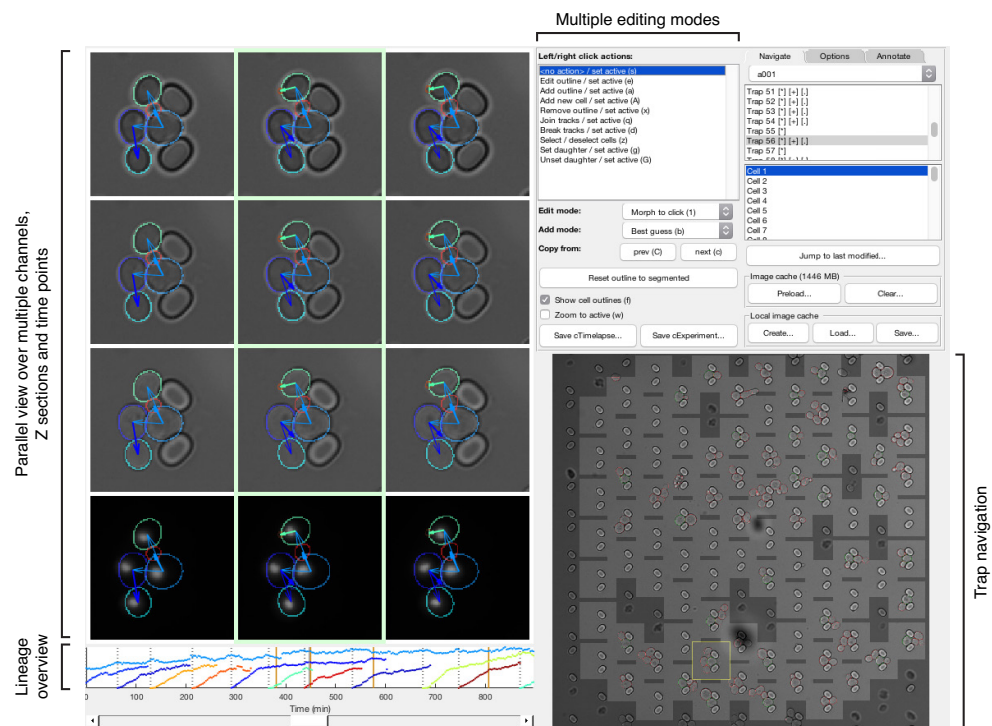 Multiple editing modes
Parallel view over multiple channels,
Z sections and time points
Left/right click actions:
<no action> / set active (s)
Edit outline / set active (e)
Add outline / set active (a)
Add new cell / set active (A)
Remove outline / set active (x)
Join tracks / set active (q)
Break tracks / set active (d)
Select / deselect cells (z)
Set daughter / set active (g)
Unset daughter / set active (G)
Edit mode:
Morph to click (1)
Add mode:
Best guess (b)
Copy from:
prev (C)
next (c)
Reset outline to segmented
Show cell outlines (f)
Zoom to active (w)
Save cTimelapse...
Save cExperiment...
Navigate
Options
Annotate
a001
Trap 51 [*] [+] [.]
Trap 52 [*] [+] [.]
Trap 53 [*] [+] [.]
Trap 54 [*] [+] [.]
Trap 55 [*]
Trap 56 [*] [+] [.]
Trap 57 [*]
Trap 58 [*] [+] [.]
Cell 1
Cell 2
Cell 3
Cell 4
Cell 5
Cell 6
Cell 7
Cell 8
Jump to last modified...
Image cache (1446 MB)
Preload...
Clear...
Local image cache
Create...
Load...
Save...
Trap navigation
Lineage
overview
0
100
200
300
400
500
600
700
800
Time (min)